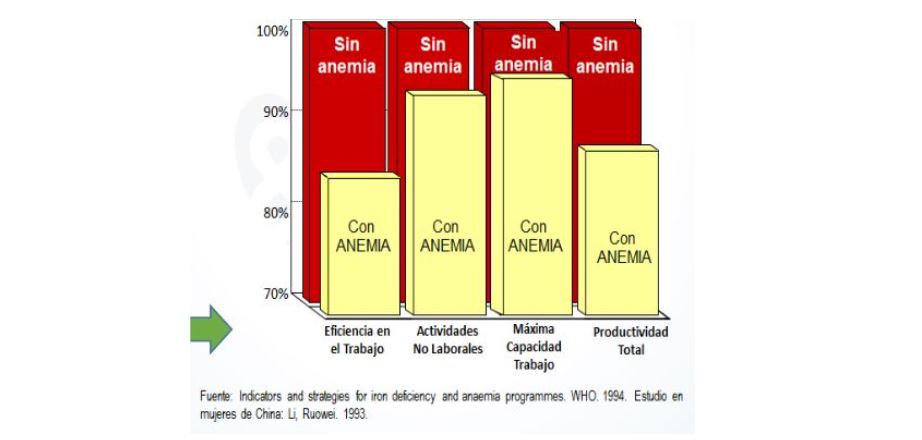 100%
90%
80%
70%
Sin
anemia
Sin
anemia
Sin
anemia
Sin
anemia
Con
ANEMIA
Con
ANEMIA
Con
ANEMIA
Con
ANEMIA
Eficiencia en
el Trabajo
Actividades
No Laborales
Máxima
Capacidad
Trabajo
Productividad
Total
Fuente: Indicators and strategies for iron deficiency and anaemia programmes. WHO. 1994. Estudio en
mujeres de China: Li, Ruowei. 1993.